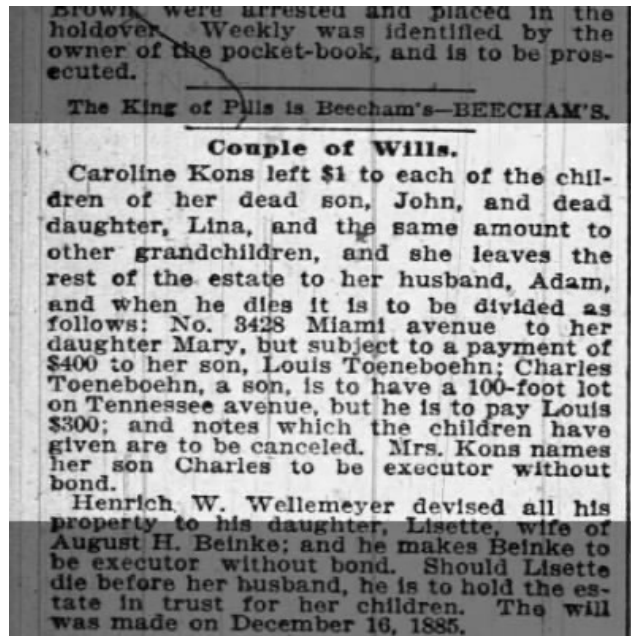 Brown, were arrested and placed in the
holdover. Weekly was identified by the
owner of the pocket-book, and is to be pros-
ecuted.
The King of Pills is Beecham's—BEECHAM'S.
Couple of Wills.
Caroline Kons left $1 to each of the chil-
dren of her dead son, John, and dead
daughter, Lina, and the same amount to
other grandchildren, and she leaves the
rest of the estate to her husband, Adam,
and when he dies it is to be divided as
follows: No. 3428 Miami avenue to her
daughter Mary, but subject to a payment of
$400 to her son, Louis Toeneboehn; Charles
Toeneboehn, a son, is to have a 100-foot lot
on Tennessee avenue, but he is to pay Louis
$300; and notes which the children have
given are to be canceled. Mrs. Kons names
her son Charles to be executor without
bond.
Henrich W. Wellemeyer devised all his
property to his daughter, Lisette, wife of
August H. Beinke; and he makes Beinke to
be executor without bond. Should Lisette
die before her husband, he is to hold the es-
tate in trust for her children. The will
was made on December 16, 1885.